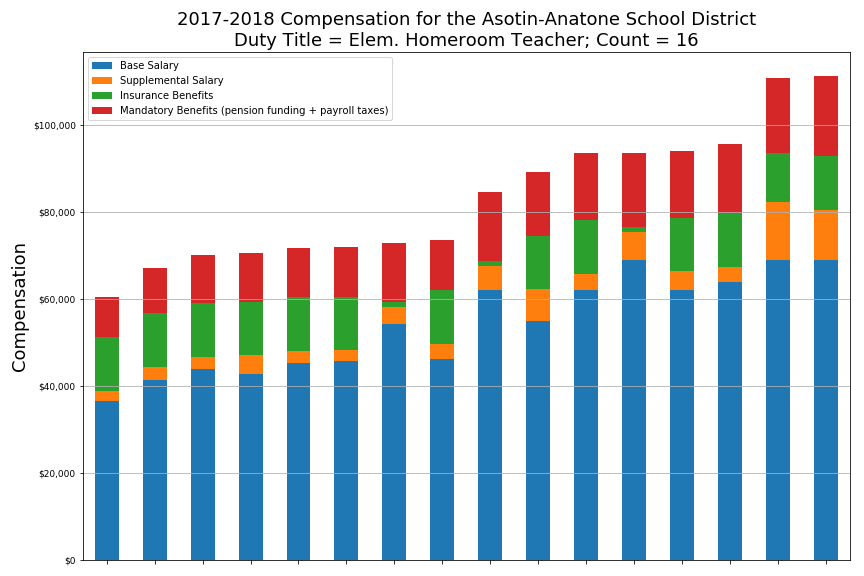 2017-2018 Compensation for the Asotin-Anatone School District
Duty Title = Elem. Homeroom Teacher; Count = 16
Base Salary
Supplemental Salary
Insurance Benefits
Mandatory Benefits (pension funding + payroll taxes)
$100,000
$80,000
$60,000
$40,000
$20,000
$0
Compensation